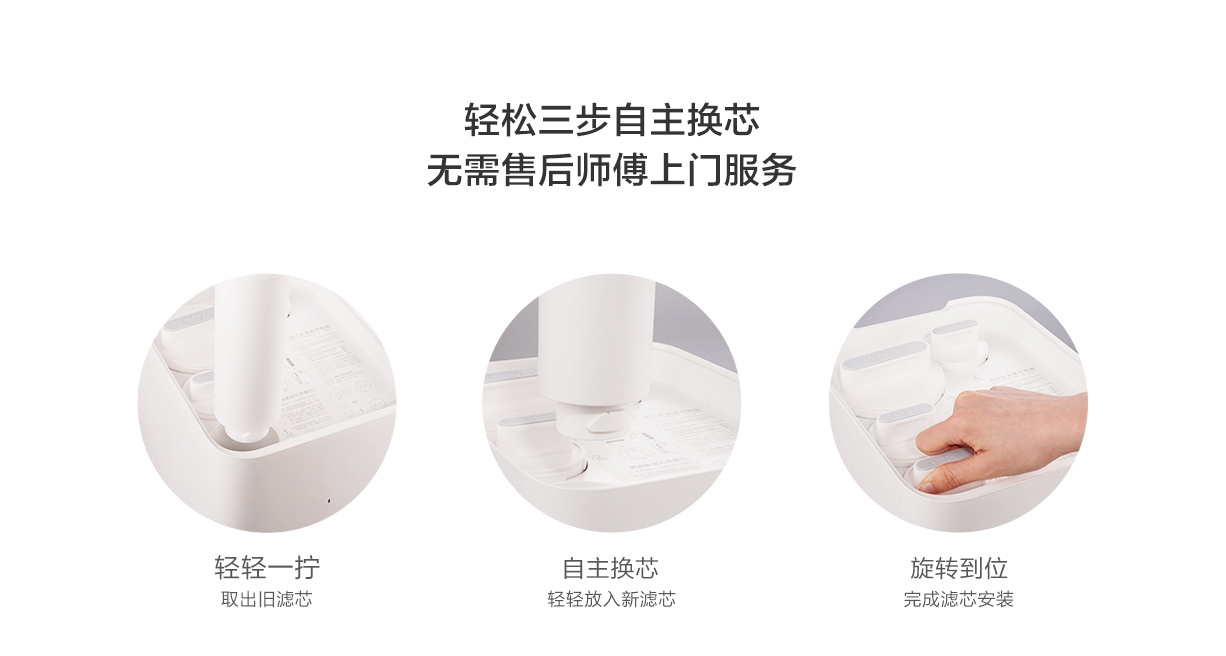 轻松三步自主换芯
无需售后师傅上门服务
轻轻一拧
取出旧滤芯
自主换芯
轻轻放入新滤芯
旋转到位
完成滤芯安装